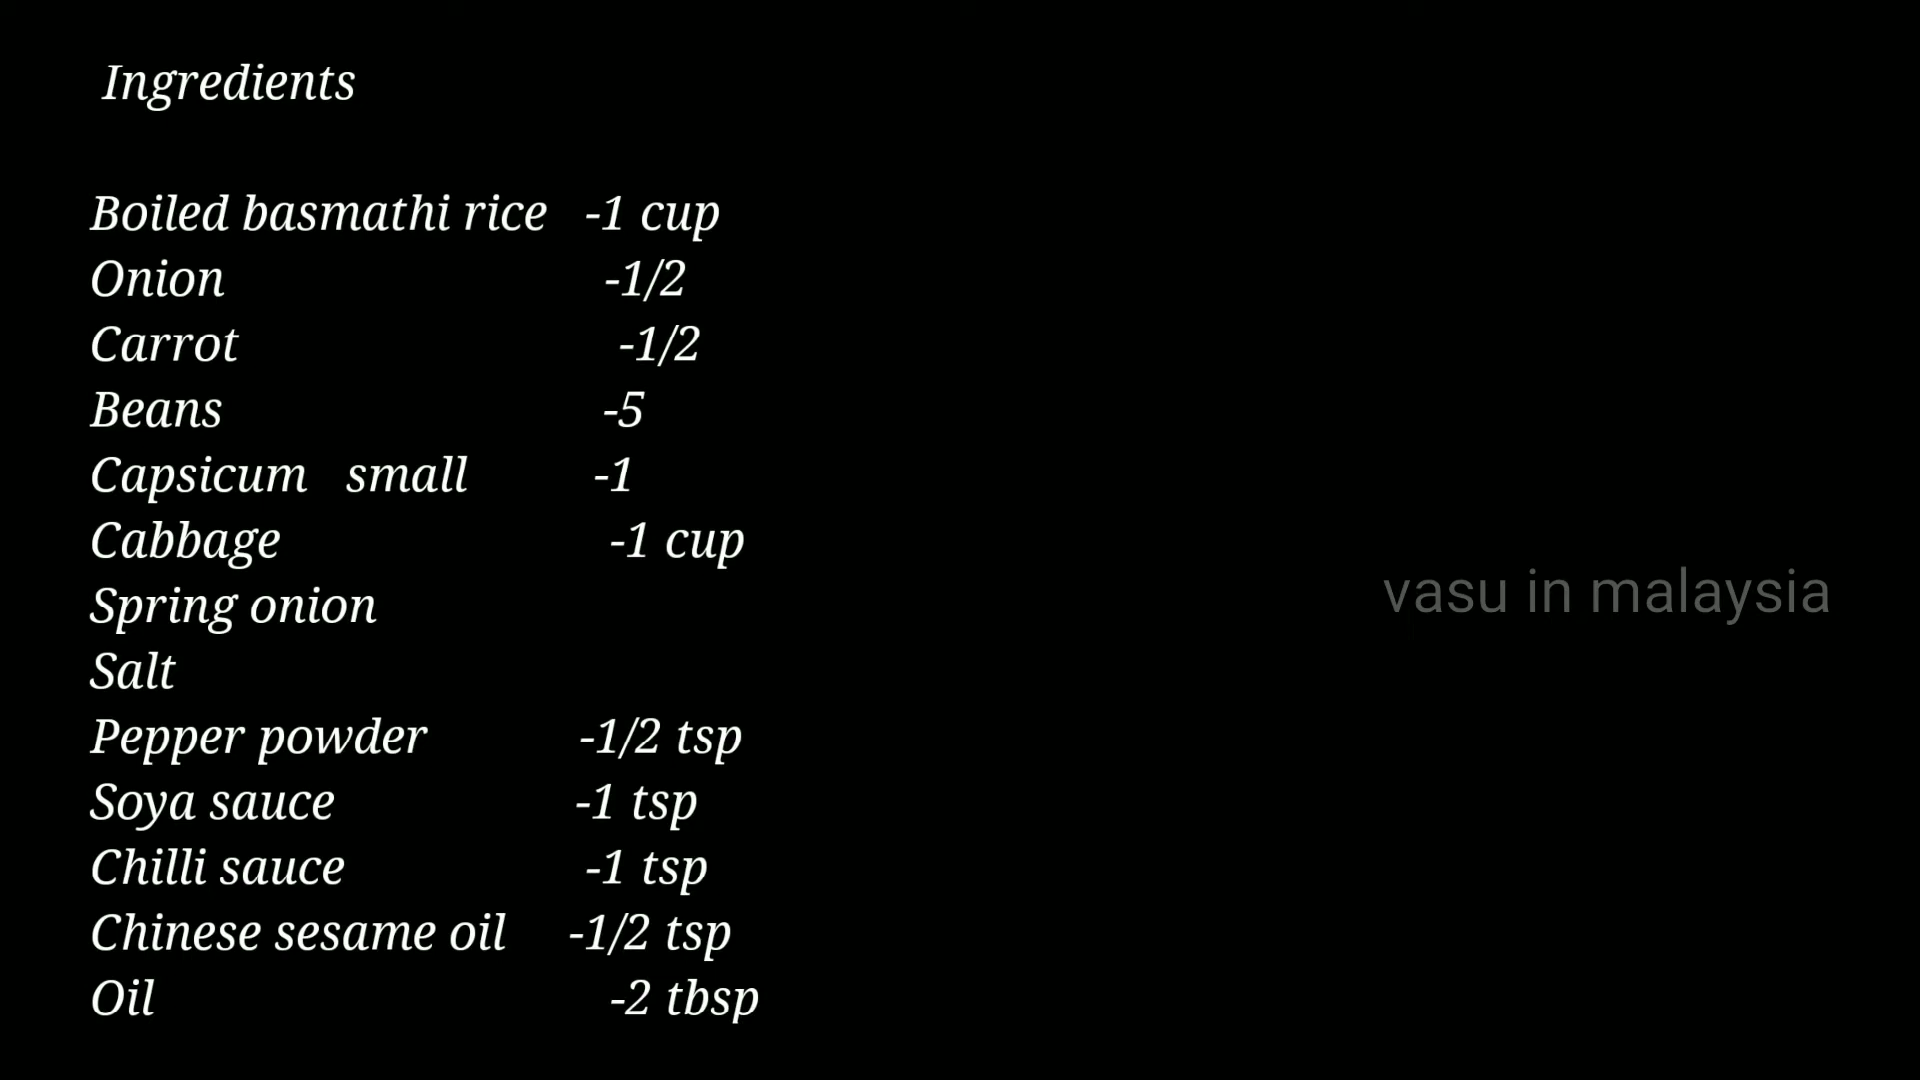 Ingredients
Boiled basmathi rice -1 cup
Onion -1/2
Carrot -1/2
Beans -5
Capsicum small -1
Cabbage -1 cup
Spring onion
Salt
Pepper powder -1/2 tsp
Soya sauce -1 tsp
Chilli sauce -1 tsp
Chinese sesame oil -1/2 tsp
Oil -2 tbsp
vasu in malaysia